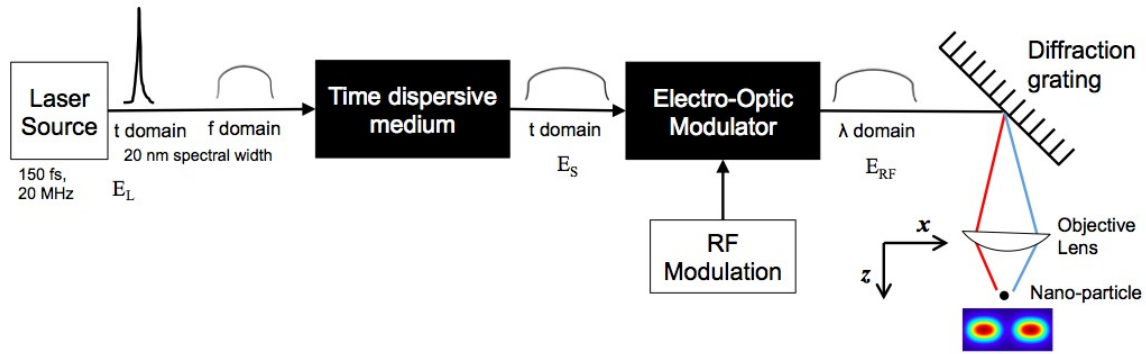 Laser
Source
t domain
f domain
20 nm spectral width
150 fs,
20 MHz
E_L
Time dispersive
medium
t domain
E_S
Electro-Optic
Modulator
λ domain
E_RF
RF
Modulation
Diffraction
grating
x
z
Objective
Lens
Nano-particle